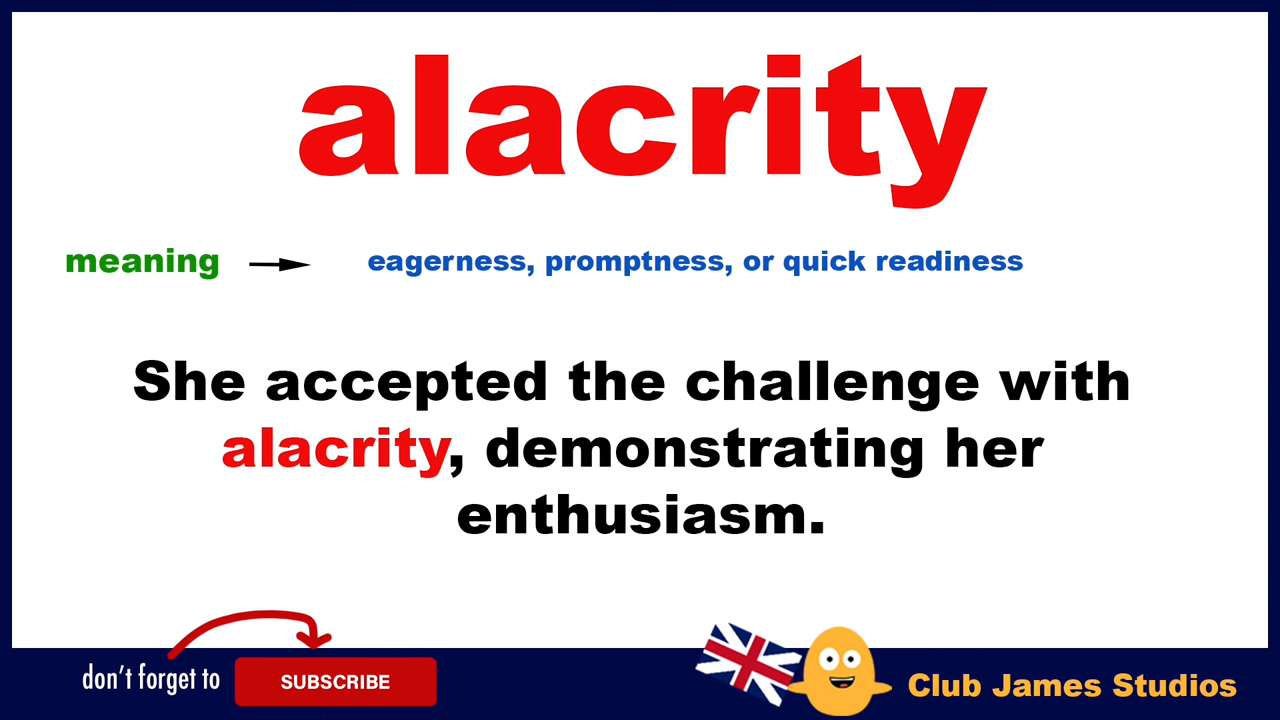 alacrity
meaning
eagerness, promptness, or quick readiness
She accepted the challenge with
alacrity, demonstrating her
enthusiasm.
don't forget to
SUBSCRIBE
Club James Studios